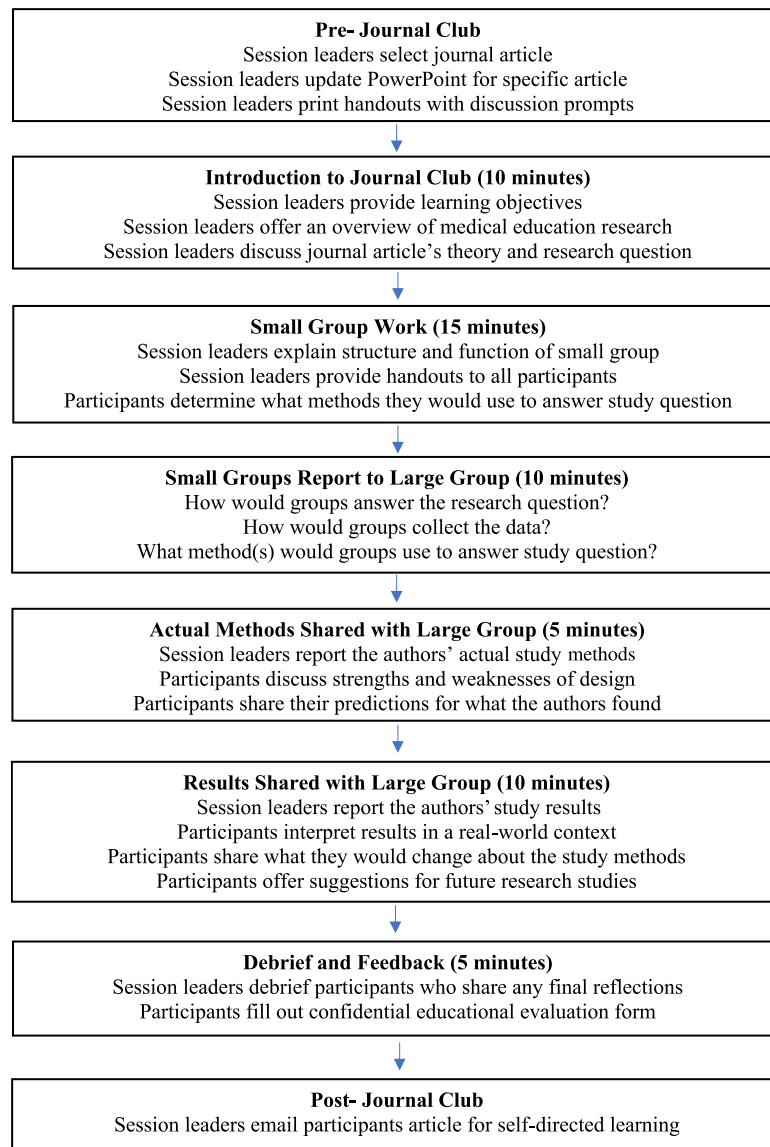 Pre- Journal Club
Session leaders select journal article
Session leaders update PowerPoint for specific article
Session leaders print handouts with discussion prompts
Introduction to Journal Club (10 minutes)
Session leaders provide learning objectives
Session leaders offer an overview of medical education research
Session leaders discuss journal article's theory and research question
Small Group Work (15 minutes)
Session leaders explain structure and function of small group
Session leaders provide handouts to all participants
Participants determine what methods they would use to answer study question
Small Groups Report to Large Group (10 minutes)
How would groups answer the research question?
How would groups collect the data?
What method(s) would groups use to answer study question?
Actual Methods Shared with Large Group (5 minutes)
Session leaders report the authors' actual study methods
Participants discuss strengths and weaknesses of design
Participants share their predictions for what the authors found
Results Shared with Large Group (10 minutes)
Session leaders report the authors' study results
Participants interpret results in a real-world context
Participants share what they would change about the study methods
Participants offer suggestions for future research studies
Debrief and Feedback (5 minutes)
Session leaders debrief participants who share any final reflections
Participants fill out confidential educational evaluation form
Post- Journal Club
Session leaders email participants article for self-directed learning